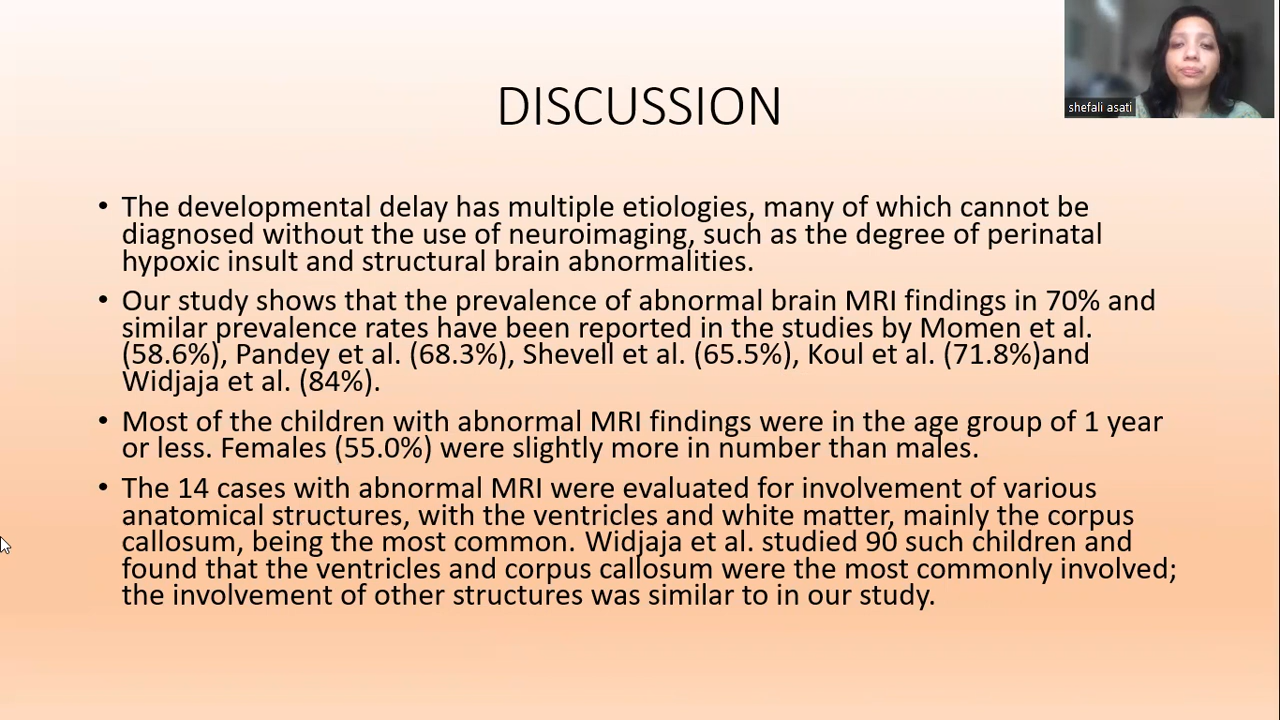 shefali asati
DISCUSSION
• The developmental delay has multiple etiologies, many of which cannot be
diagnosed without the use of neuroimaging, such as the degree of perinatal
hypoxic insult and structural brain abnormalities.
• Our study shows that the prevalence of abnormal brain MRI findings in 70% and
similar prevalence rates have been reported in the studies by Momen et al.
(58.6%), Pandey et al. (68.3%), Shevell et al. (65.5%), Koul et al. (71.8%)and
Widjaja et al. (84%).
• Most of the children with abnormal MRI findings were in the age group of 1 year
or less. Females (55.0%) were slightly more in number than males.
• The 14 cases with abnormal MRI were evaluated for involvement of various
anatomical structures, with the ventricles and white matter, mainly the corpus
callosum, being the most common. Widjaja et al. studied 90 such children and
found that the ventricles and corpus callosum were the most commonly involved;
the involvement of other structures was similar to in our study.